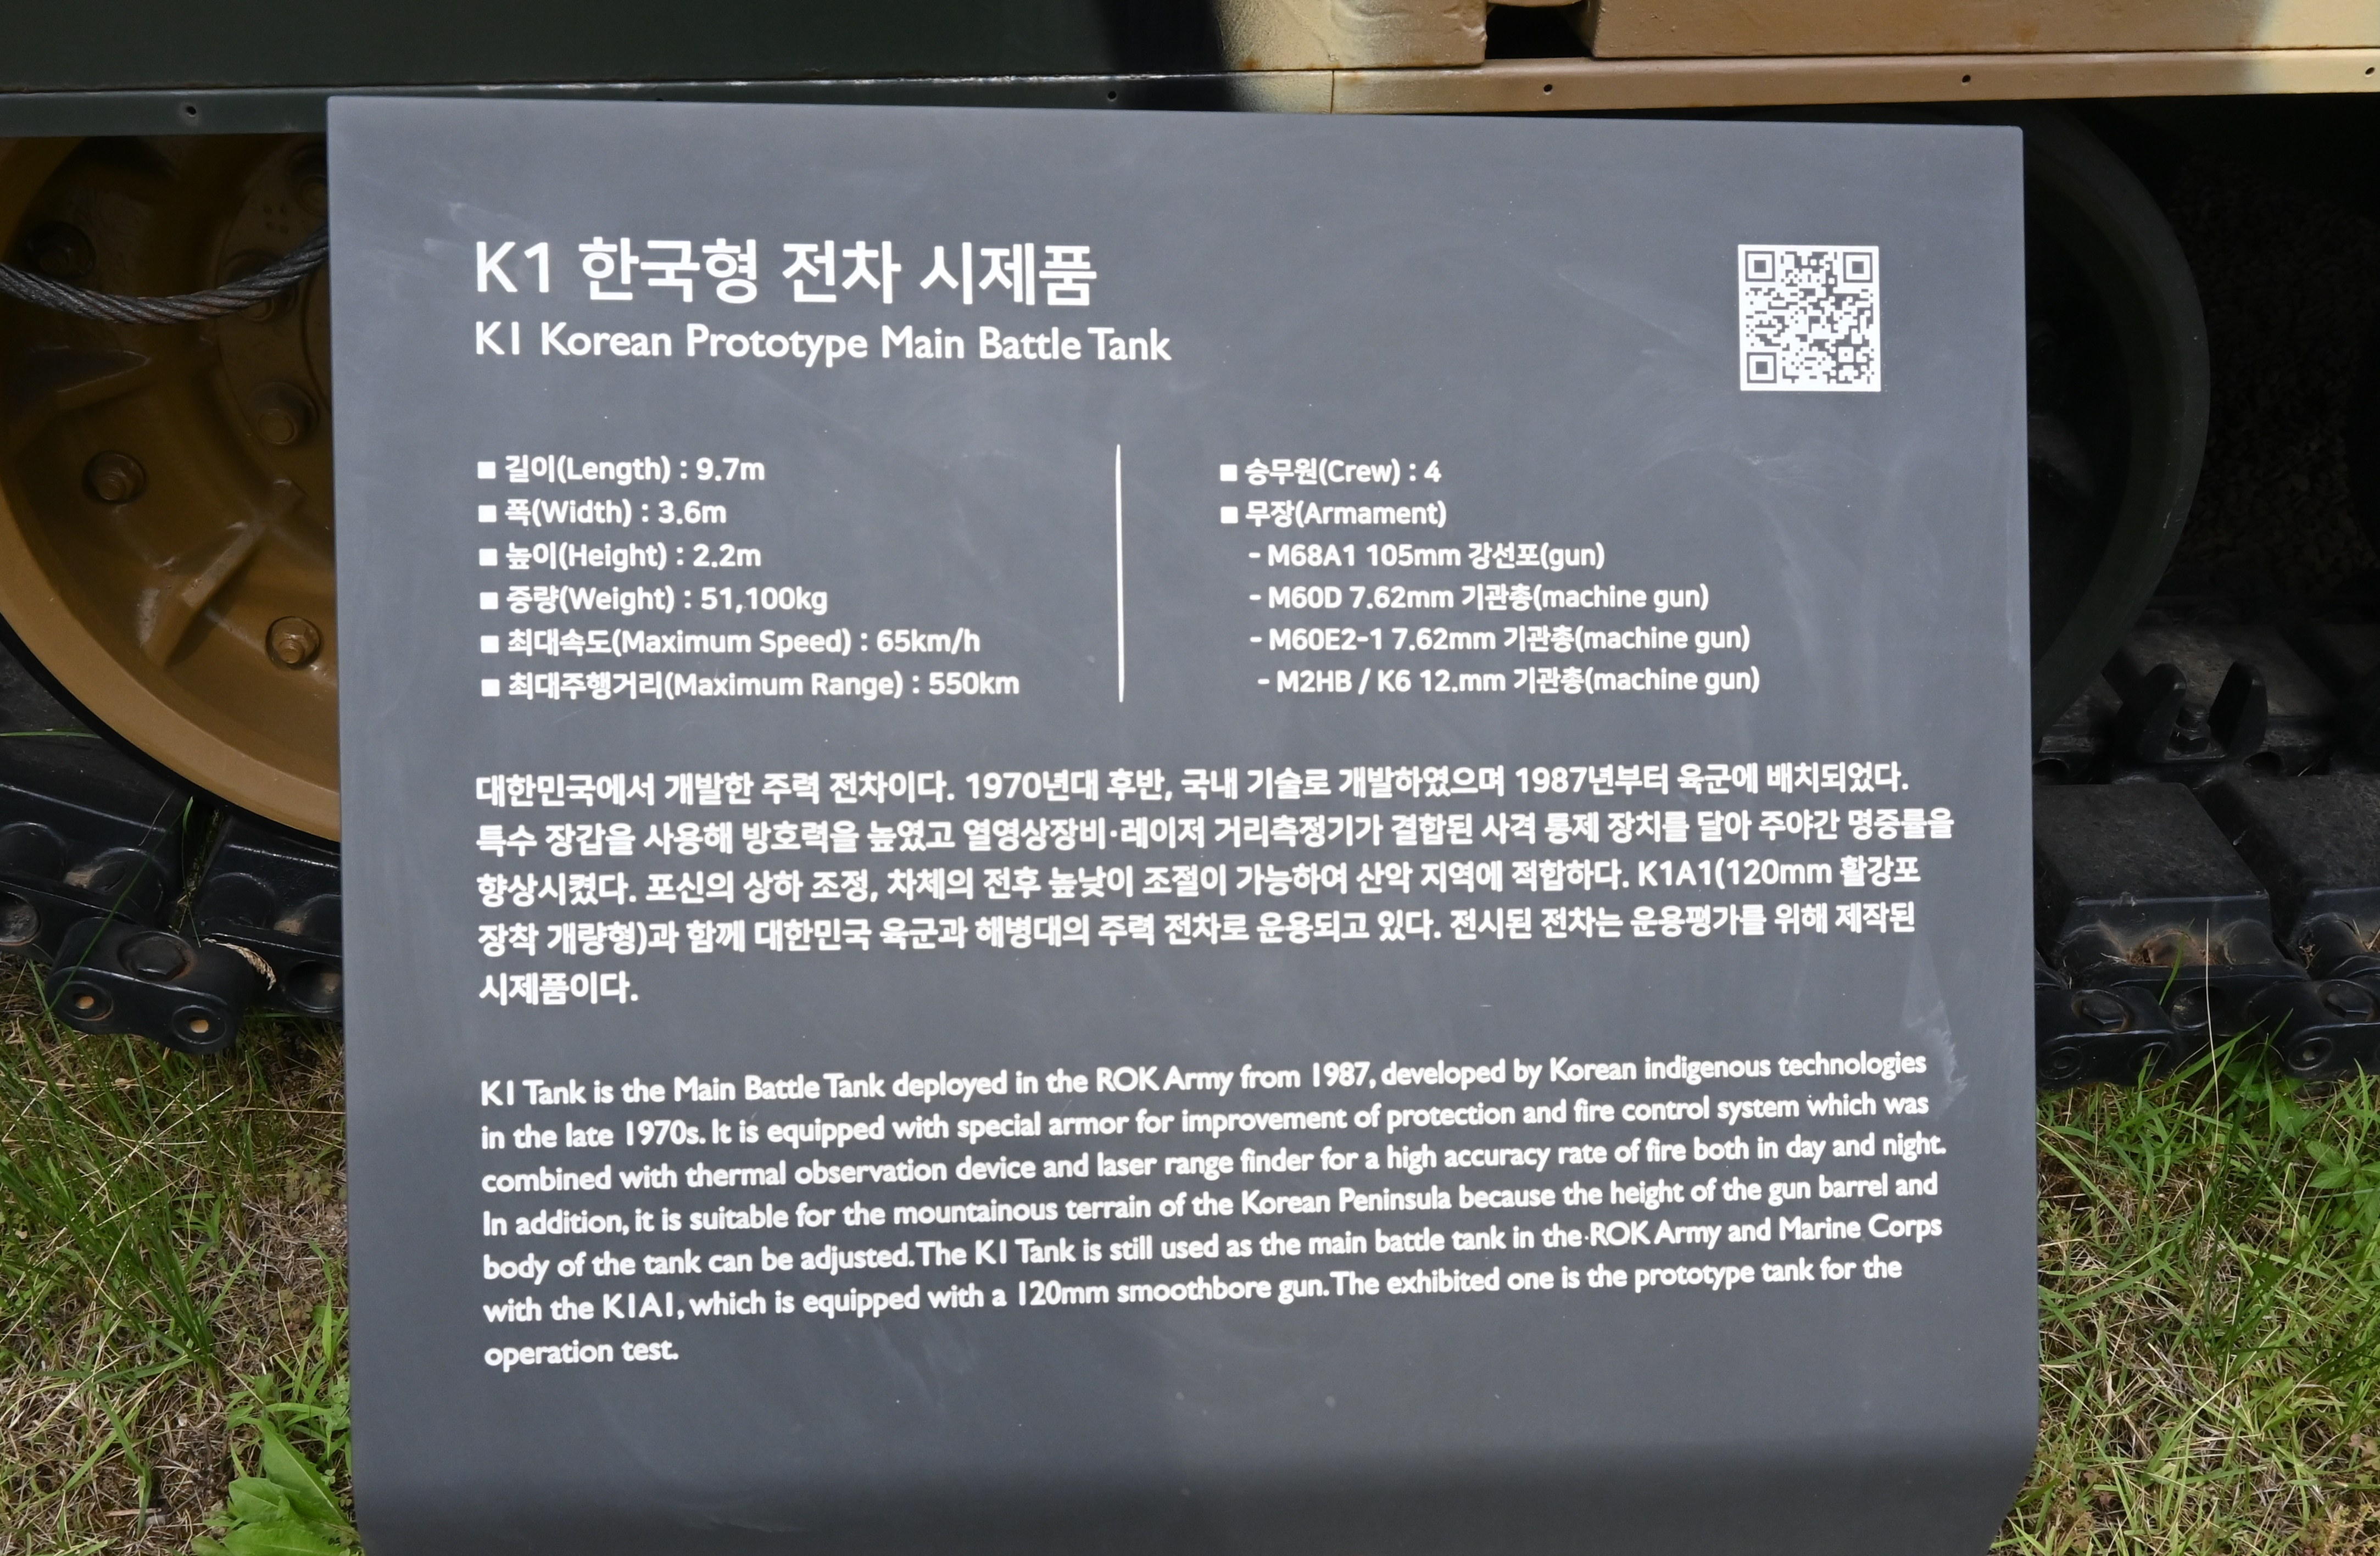 K1 한국형 전차 시제품
K1 Korean Prototype Main Battle Tank
■ 길이(Length) : 9.7m
■ 폭(Width) : 3.6m
■ 높이(Height) : 2.2m
■ 중량(Weight) : 51,100kg
■ 최대속도(Maximum Speed) : 65km/h
■ 최대주행거리(Maximum Range) : 550km
■ 승무원(Crew) : 4
■ 무장(Armament)
- M68A1 105mm 강선포(gun)
- M60D 7.62mm 기관총(machine gun)
- M60E2-1 7.62mm 기관총(machine gun)
- M2HB / K6 12.mm 기관총(machine gun)
대한민국에서 개발한 주력 전차이다. 1970년대 후반, 국내 기술로 개발하였으며 1987년부터 육군에 배치되었다.
특수 장갑을 사용해 방호력을 높였고 열영상장비·레이저 거리측정기가 결합된 사격 통제 장치를 달아 주야간 명중률을
향상시켰다. 포신의 상하 조정, 차체의 전후 높낮이 조절이 가능하여 산악 지역에 적합하다. K1A1(120mm 활강포
장착 개량형)과 함께 대한민국 육군과 해병대의 주력 전차로 운용되고 있다. 전시된 전차는 운용평가를 위해 제작된
시제품이다.
K1 Tank is the Main Battle Tank deployed in the ROK Army from 1987, developed by Korean indigenous technologies
in the late 1970s. It is equipped with special armor for improvement of protection and fire control system which was
combined with thermal observation device and laser range finder for a high accuracy rate of fire both in day and night.
In addition, it is suitable for the mountainous terrain of the Korean Peninsula because the height of the gun barrel and
body of the tank can be adjusted. The K1 Tank is still used as the main battle tank in the ROK Army and Marine Corps
with the K1A1, which is equipped with a 120mm smoothbore gun. The exhibited one is the prototype tank for the
operation test.